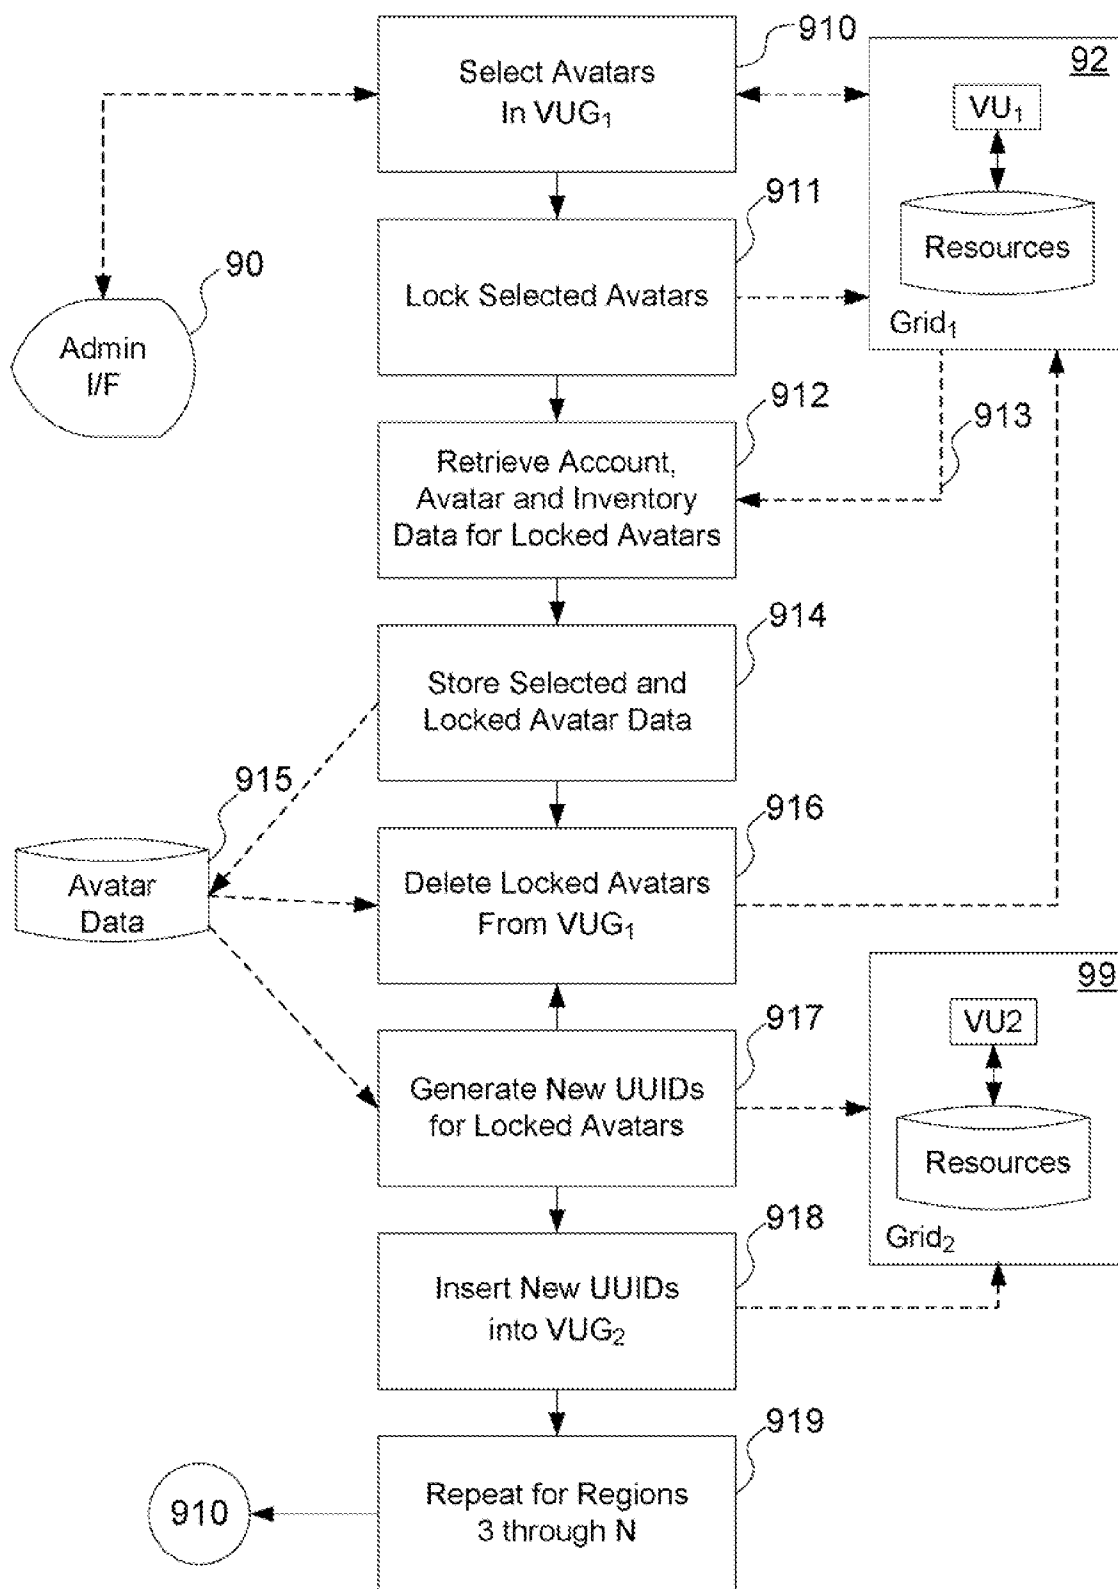 910
Select Avatars
In VUG₁
92
VU₁
Resources
Grid₁
911
Lock Selected Avatars
90
Admin
I/F
912
913
Retrieve Account,
Avatar and Inventory
Data for Locked Avatars
914
Store Selected and
Locked Avatar Data
915
Avatar
Data
916
Delete Locked Avatars
From VUG₁
99
VU2
Resources
Grid₂
917
Generate New UUIDs
for Locked Avatars
918
Insert New UUIDs
into VUG₂
919
Repeat for Regions
3 through N
910